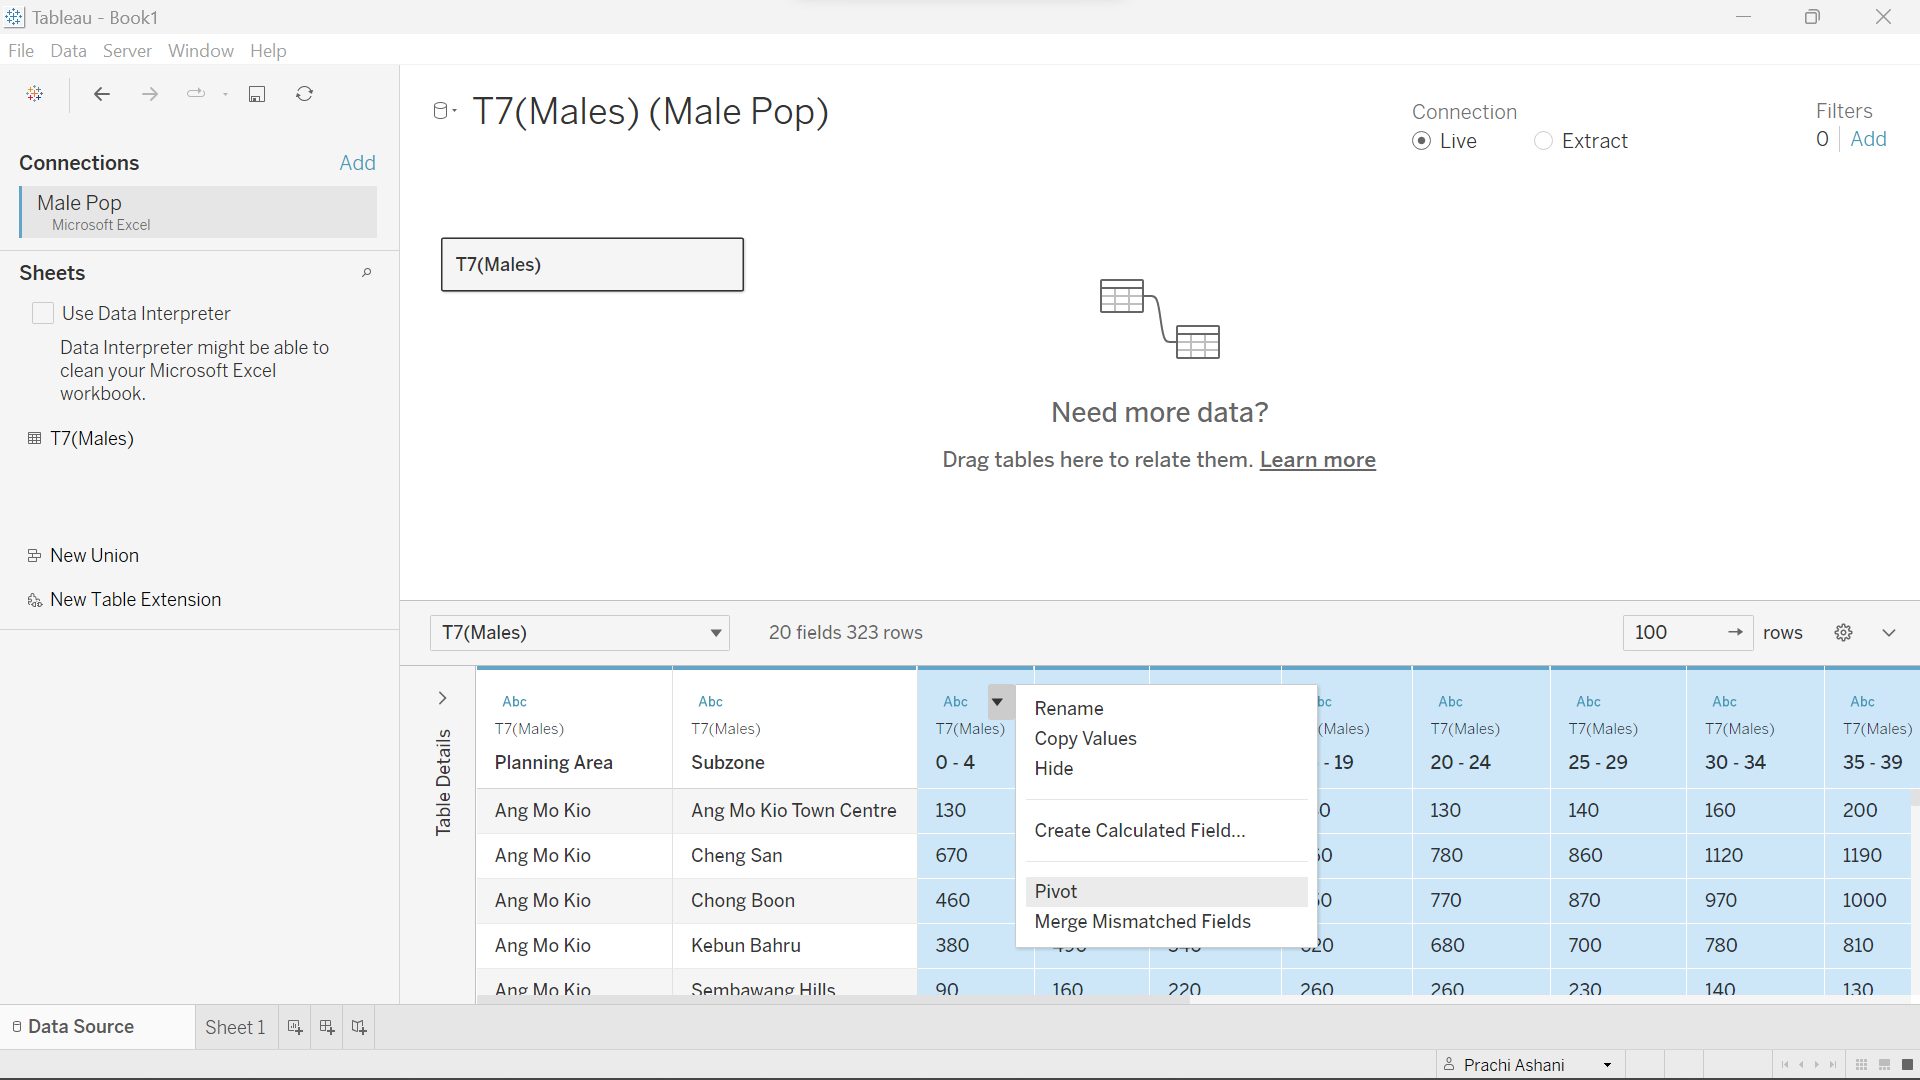 Tableau - Book1
File Data Server Window Help
T7(Males) (Male Pop)
Connection
Live Extract
Filters
0 Add
Connections Add
Male Pop
Microsoft Excel
Sheets
Use Data Interpreter
Data Interpreter might be able to
clean your Microsoft Excel
workbook.
T7(Males)
New Union
New Table Extension
T7(Males)
Need more data?
Drag tables here to relate them. Learn more
T7(Males) 20 fields 323 rows 100 rows
Table Details
Abc Abc Abc bc Abc Abc Abc Abc
T7(Males) T7(Males) T7(Males) (Males) T7(Males) T7(Males) T7(Males) T7(Males)
Planning Area Subzone 0 - 4 - 19 20 - 24 25 - 29 30 - 34 35 - 39
Ang Mo Kio Ang Mo Kio Town Centre 130 0 130 140 160 200
Ang Mo Kio Cheng San 670 0 780 860 1120 1190
Ang Mo Kio Chong Boon 460 0 770 870 970 1000
Ang Mo Kio Kebun Bahru 380 20 680 700 780 810
Ang Mo Kio Sembawang Hills 90 160 220 260 260 230 140 130
Rename
Copy Values
Hide
Create Calculated Field...
Pivot
Merge Mismatched Fields
Data Source Sheet 1
Prachi Ashani